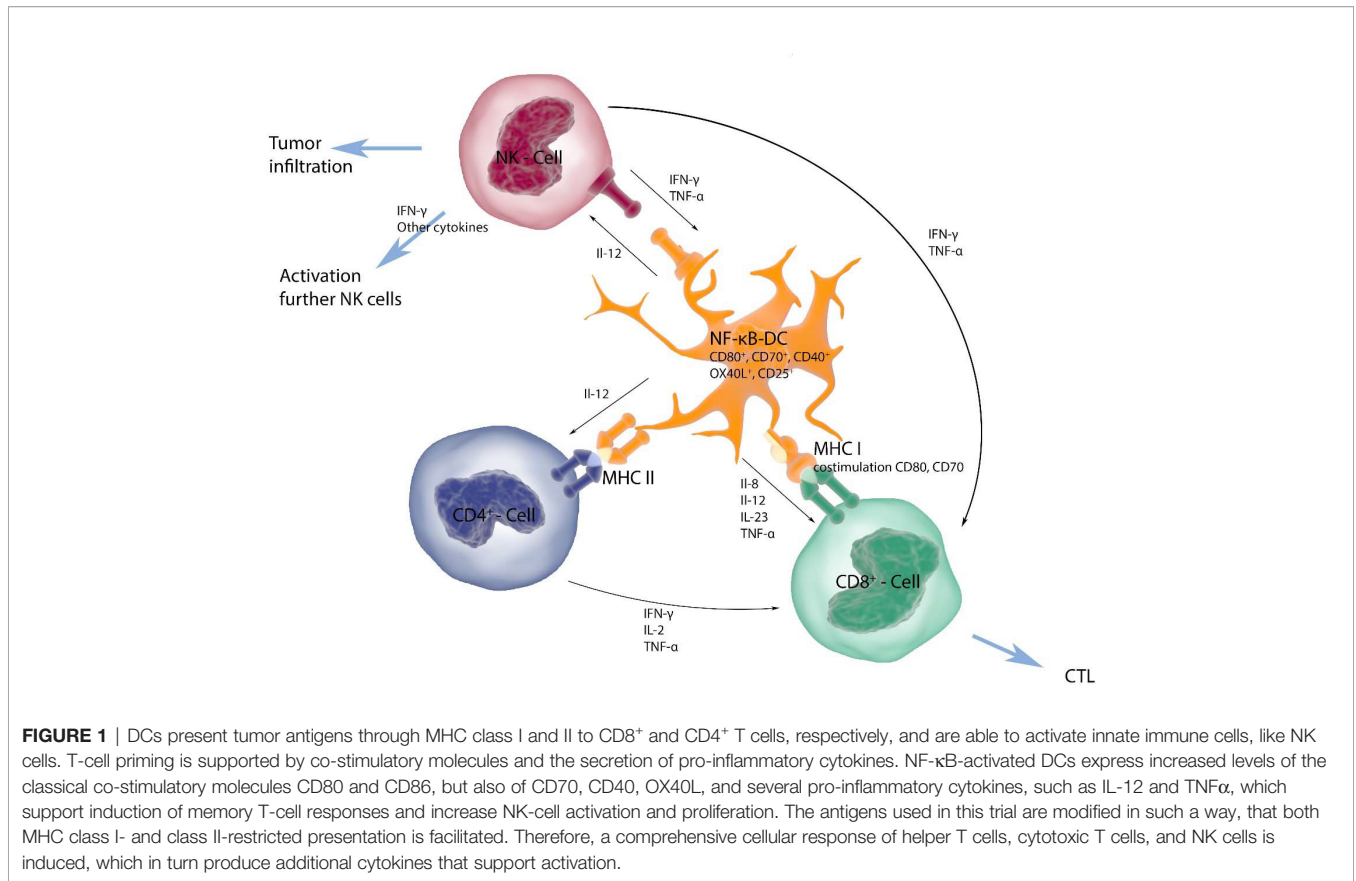 NK - Cell
Tumor
infiltration
IFN-γ
TNF-α
IFN-γ
Other cytokines
Il-12
IFN-γ
TNF-α
Activation
further NK cells
NF-κB-DC
CD80⁺, CD70⁺, CD40⁺
OX40L⁺, CD25⁺
Il-12
MHC I
costimulation CD80, CD70
MHC II
Il-8
Il-12
IL-23
TNF-α
CD4⁺- Cell
CD8⁺ - Cell
IFN-γ
IL-2
TNF-α
CTL
FIGURE 1 | DCs present tumor antigens through MHC class I and II to CD8⁺ and CD4⁺ T cells, respectively, and are able to activate innate immune cells, like NK
cells. T-cell priming is supported by co-stimulatory molecules and the secretion of pro-inflammatory cytokines. NF-κB-activated DCs express increased levels of the
classical co-stimulatory molecules CD80 and CD86, but also of CD70, CD40, OX40L, and several pro-inflammatory cytokines, such as IL-12 and TNFα, which
support induction of memory T-cell responses and increase NK-cell activation and proliferation. The antigens used in this trial are modified in such a way, that both
MHC class I- and class II-restricted presentation is facilitated. Therefore, a comprehensive cellular response of helper T cells, cytotoxic T cells, and NK cells is
induced, which in turn produce additional cytokines that support activation.